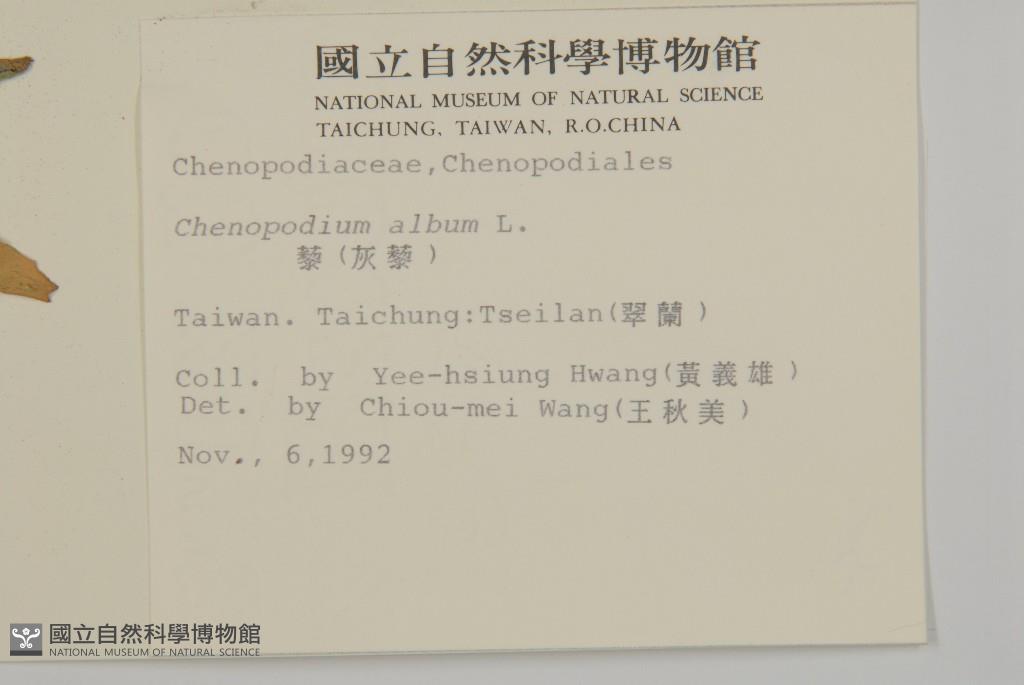 國立自然科學博物館
NATIONAL MUSEUM OF NATURAL SCIENCE
TAICHUNG, TAIWAN, R.O.CHINA
Chenopodiaceae,Chenopodiales
Chenopodium album L.
藜(灰藜)
Taiwan. Taichung:Tseilan(翠蘭)
Coll. by Yee-hsiung Hwang(黃義雄)
Det. by Chiou-mei Wang(王秋美)
Nov., 6,1992
國立自然科學博物館
NATIONAL MUSEUM OF NATURAL SCIENCE